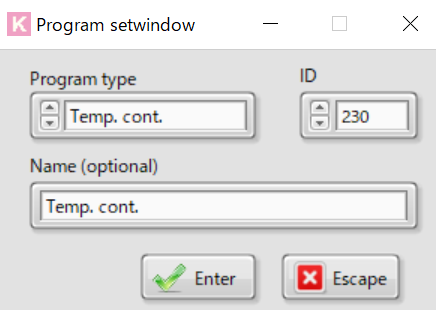 K Program setwindow
Program type
ID
Temp. cont.
230
Name (optional)
Temp. cont.
Enter
Escape